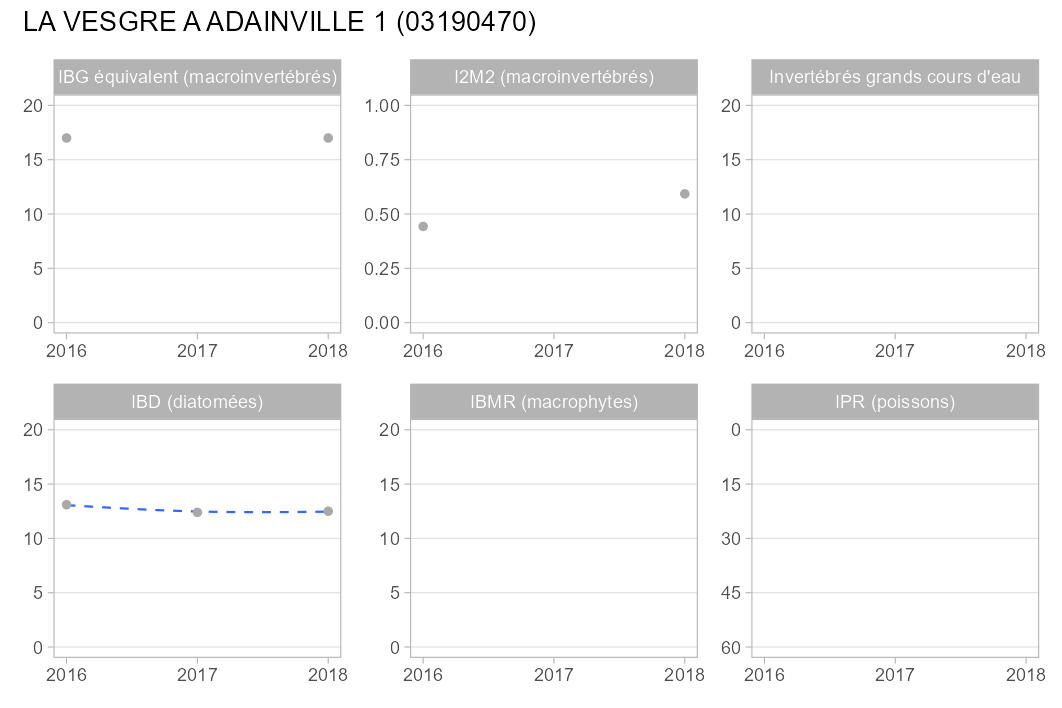 LA VESGRE A ADAINVILLE 1 (03190470)
IBG équivalent (macroinvertébrés)
20
15
10
5
0
2016 2017 2018
I2M2 (macroinvertébrés)
1.00
0.75
0.50
0.25
0.00
2016 2017 2018
Invertébrés grands cours d'eau
20
15
10
5
0
2016 2017 2018
IBD (diatomées)
20
15
10
5
0
2016 2017 2018
IBMR (macrophytes)
20
15
10
5
0
2016 2017 2018
IPR (poissons)
0
15
30
45
60
2016 2017 2018